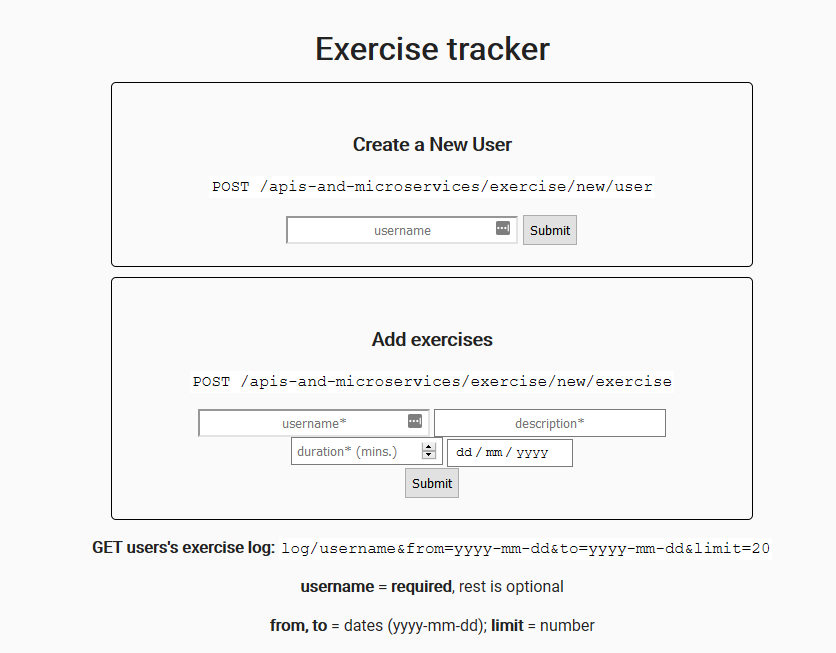 Exercise tracker
Create a New User
POST /apis-and-microservices/exercise/new/user
username Submit
Add exercises
POST /apis-and-microservices/exercise/new/exercise
username* description*
duration* (mins.) dd / mm / yyyy
Submit
GET users's exercise log: log/username&from=yyyy-mm-dd&to=yyyy-mm-dd&limit=20
username = required, rest is optional
from, to = dates (yyyy-mm-dd); limit = number